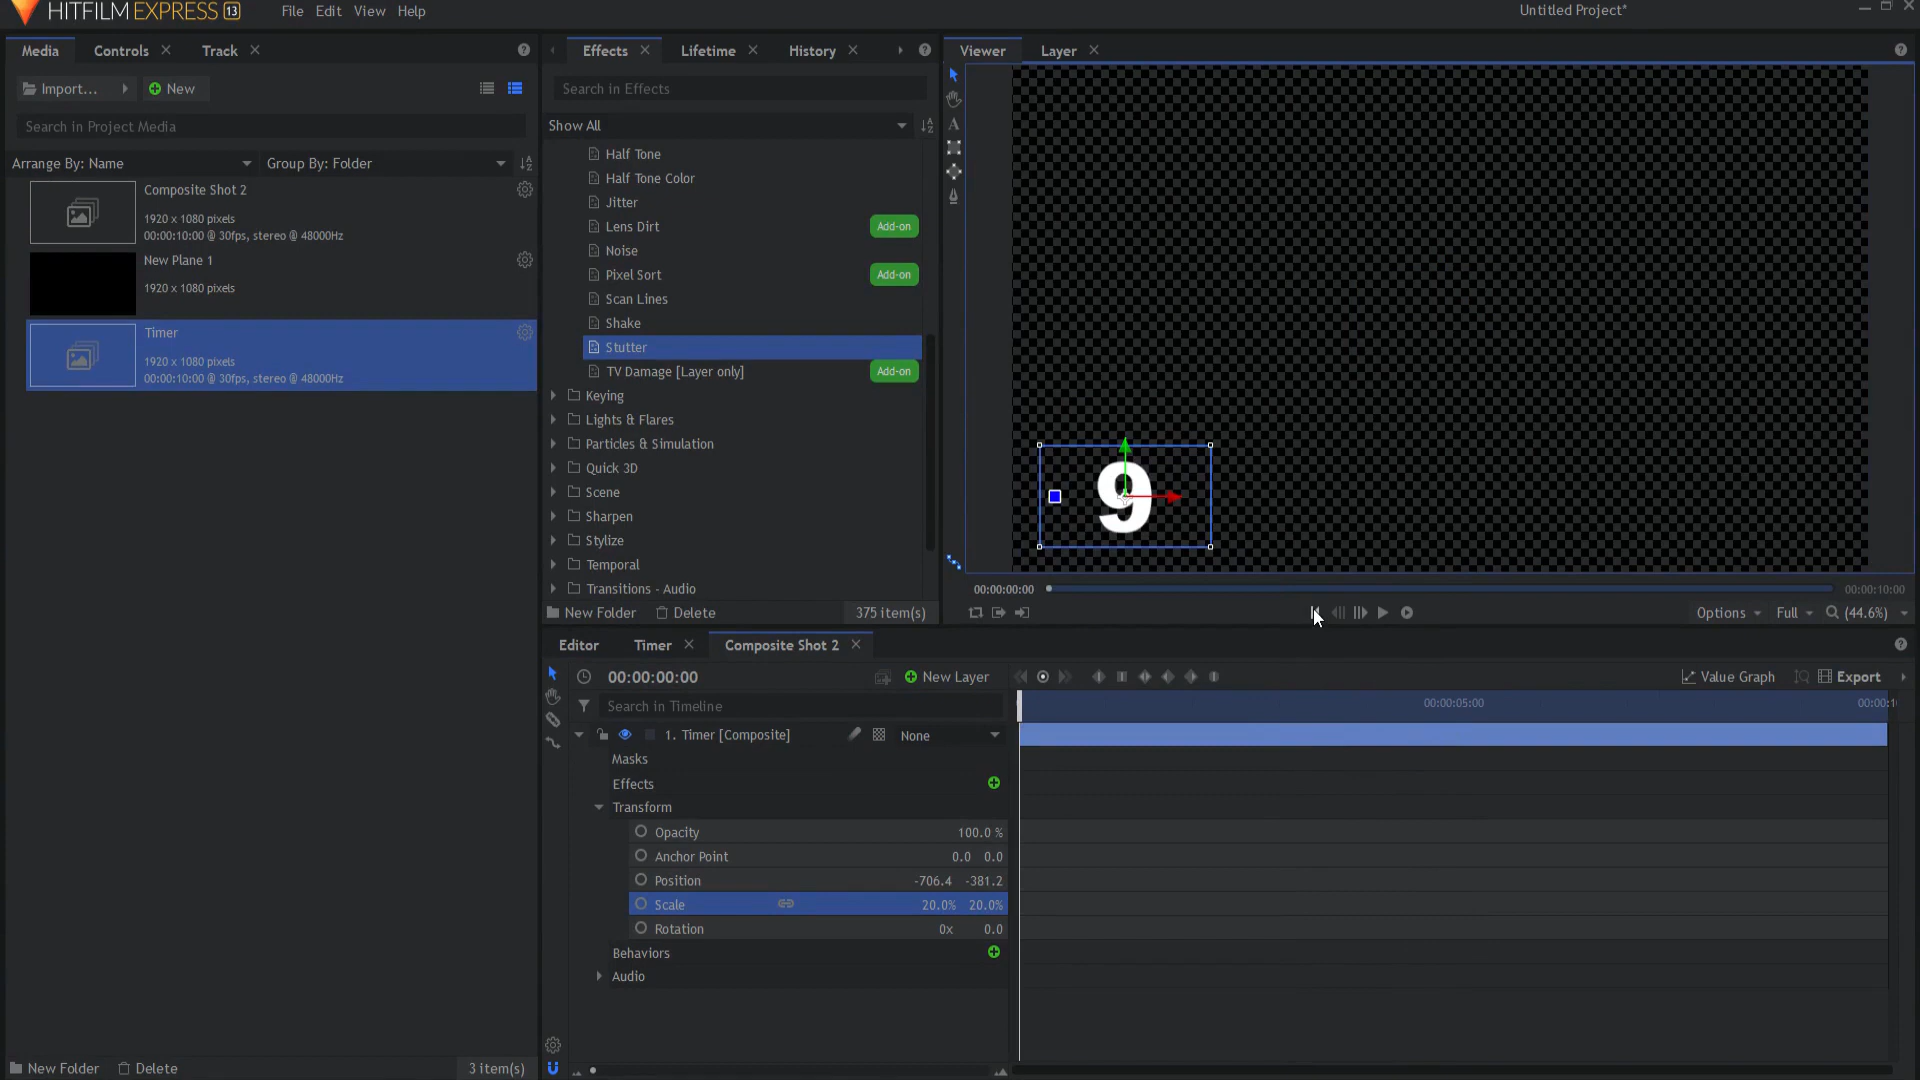 HITFILM EXPRESS 13
File Edit View Help
Untitled Project*
Media Controls Track
Effects Lifetime History
Viewer Layer
Import... New
Search in Effects
Search in Project Media
Show All
Arrange By: Name Group By: Folder
Composite Shot 2
1920 x 1080 pixels
00:00:10:00 @ 30fps, stereo @ 48000Hz
New Plane 1
1920 x 1080 pixels
Timer
1920 x 1080 pixels
00:00:10:00 @ 30fps, stereo @ 48000Hz
Half Tone
Half Tone Color
Jitter
Lens Dirt Add-on
Noise
Pixel Sort Add-on
Scan Lines
Shake
Stutter
TV Damage [Layer only] Add-on
Keying
Lights & Flares
Particles & Simulation
Quick 3D
Scene
Sharpen
Stylize
Temporal
Transitions - Audio
New Folder Delete 375 item(s)
A
9
00:00:00:00 00:00:10:00
Options Full (44.6%)
Editor Timer Composite Shot 2
00:00:00:00 New Layer Value Graph Export
Search in Timeline 00:00:05:00 00:00:1
1. Timer [Composite] None
Masks
Effects
Transform
Opacity 100.0 %
Anchor Point 0.0 0.0
Position -706.4 -381.2
Scale 20.0% 20.0%
Rotation 0x 0.0
Behaviors
Audio
New Folder Delete 3 item(s)